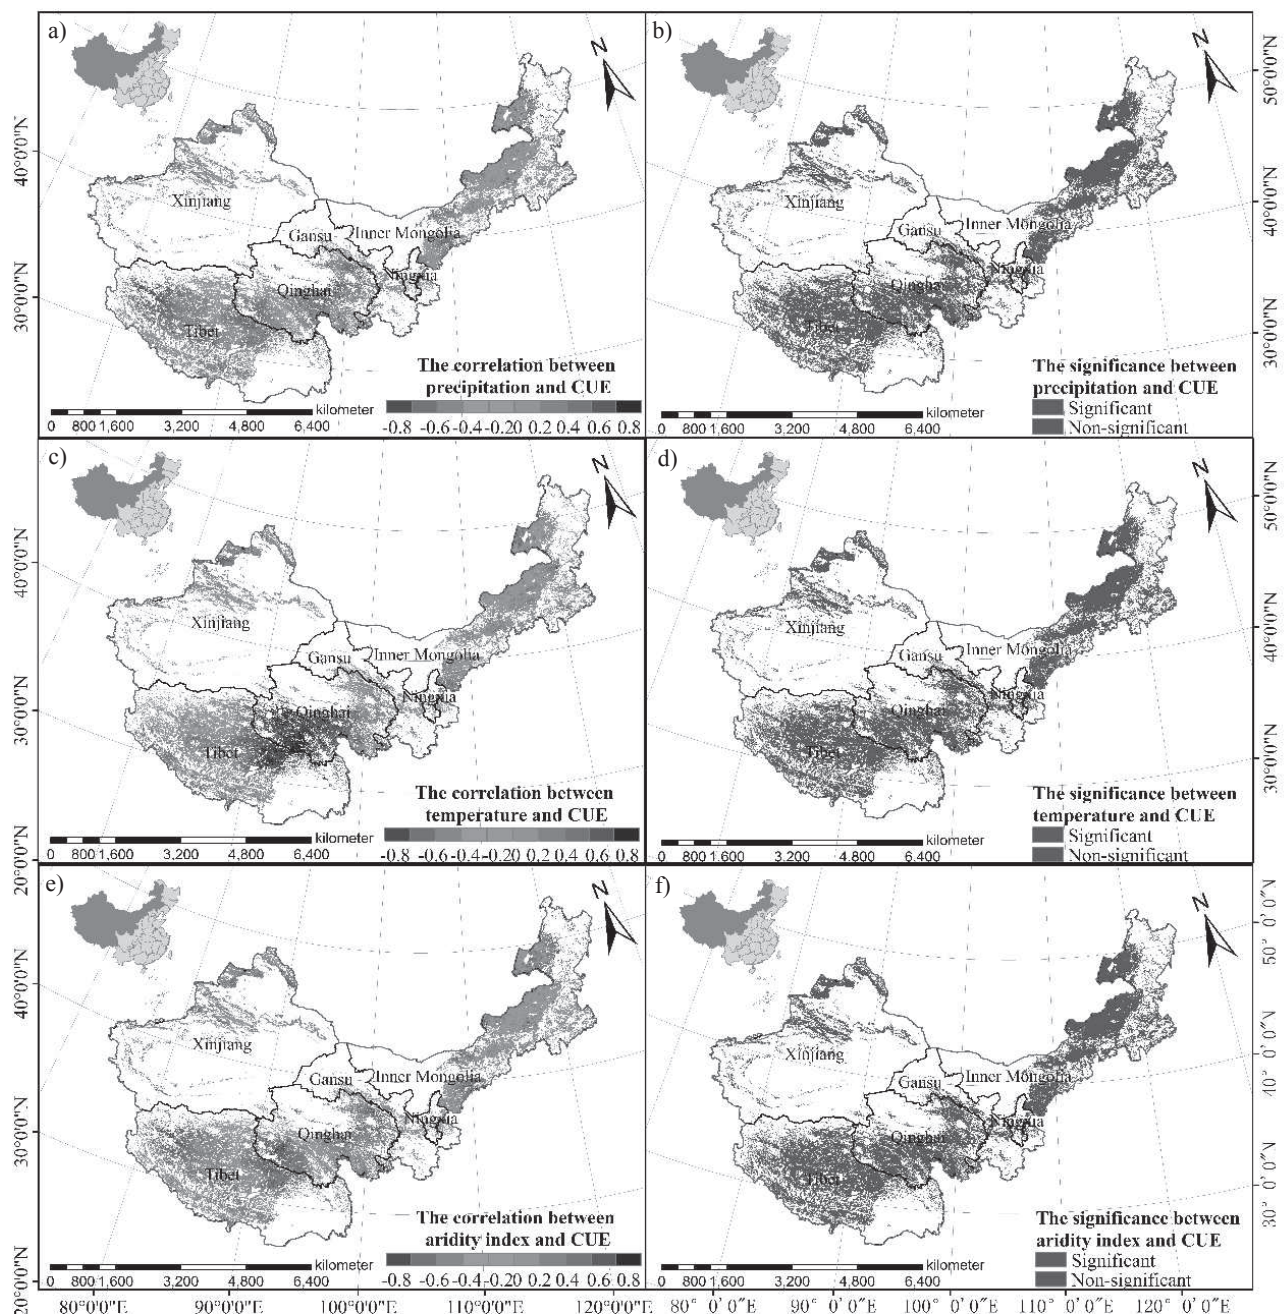 a)
N
40°0'0"N
30°0'0"N
Xinjiang
Gansu
Inner Mongolia
Ningxia
Qinghai
Tibet
The correlation between
precipitation and CUE
kilometer
0 800 1,600 3,200 4,800 6,400
-0.8 -0.6 -0.4 -0.2 0 0.2 0.4 0.6 0.8
b)
N
50°0'0"N
40°0'0"N
30°0'0"N
Xinjiang
Gansu
Inner Mongolia
Ningxia
Qinghai
Tibet
The significance between
precipitation and CUE
Significant
Non-significant
kilometer
0 800 1,600 3,200 4,800 6,400
c)
N
40°0'0"N
30°0'0"N
20°0'0"N
Xinjiang
Gansu
Inner Mongolia
Ningxia
Qinghai
Tibet
The correlation between
temperature and CUE
kilometer
0 800 1,600 3,200 4,800 6,400
-0.8 -0.6 -0.4 -0.2 0 0.2 0.4 0.6 0.8
d)
N
50°0'0"N
40°0'0"N
30°0'0"N
Xinjiang
Gansu
Inner Mongolia
Ningxia
Qinghai
Tibet
The significance between
temperature and CUE
Significant
Non-significant
kilometer
0 800 1,600 3,200 4,800 6,400
e)
N
40°0'0"N
30°0'0"N
20°0'0"N
Xinjiang
Gansu
Inner Mongolia
Ningxia
Qinghai
Tibet
The correlation between
aridity index and CUE
kilometer
0 800 1,600 3,200 4,800 6,400
-0.8 -0.6 -0.4 -0.2 0 0.2 0.4 0.6 0.8
80°0'0"E 90°0'0"E 100°0'0"E 110°0'0"E 120°0'0"E
f)
N
50° 0' 0"N
40° 0' 0"N
30° 0' 0"N
Xinjiang
Gansu
Inner Mongolia
Ningxia
Qinghai
Tibet
The significance between
aridity index and CUE
Significant
Non-significant
kilometer
0 800 1,600 3,200 4,800 6,400
80° 0' 0"E 90° 0' 0"E 100° 0' 0"E 110° 0' 0"E 120° 0' 0"E